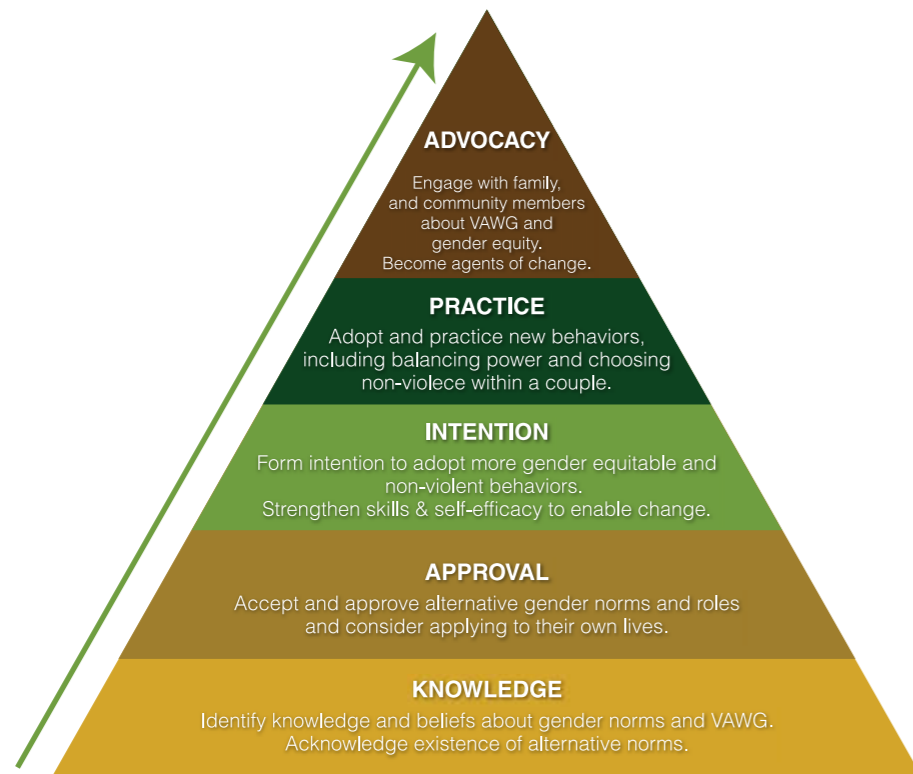 ADVOCACY
Engage with family,
and community members
about VAWG and
gender equity.
Become agents of change.
PRACTICE
Adopt and practice new behaviors,
including balancing power and choosing
non-violece within a couple.
INTENTION
Form intention to adopt more gender equitable and
non-violent behaviors.
Strengthen skills & self-efficacy to enable change.
APPROVAL
Accept and approve alternative gender norms and roles
and consider applying to their own lives.
KNOWLEDGE
Identify knowledge and beliefs about gender norms and VAWG.
Acknowledge existence of alternative norms.